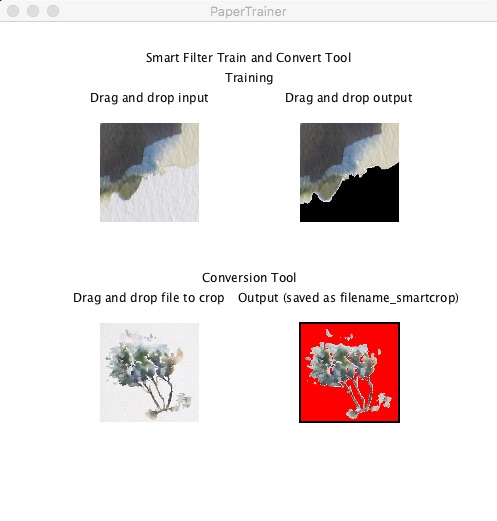 PaperTrainer
Smart Filter Train and Convert Tool
Training
Drag and drop input
Drag and drop output
Conversion Tool
Drag and drop file to crop
Output (saved as filename_smartcrop)